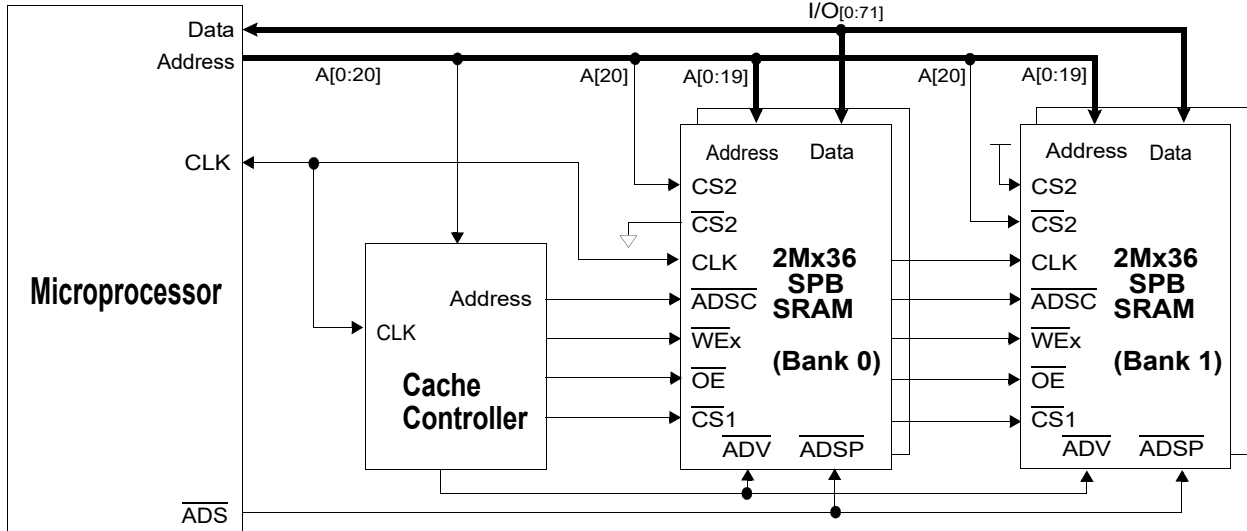 I/O[0:71]
Data
Address
A[0:20]
A[20]
A[0:19]
A[20]
A[0:19]
CLK
Microprocessor
ADS
Address
CLK
Cache
Controller
Address Data
CS2
CS2
CLK
ADSC
WEx
OE
CS1
2Mx36
SPB
SRAM
(Bank 0)
ADV ADSP
Address Data
CS2
CS2
CLK
ADSC
WEx
OE
CS1
2Mx36
SPB
SRAM
(Bank 1)
ADV ADSP